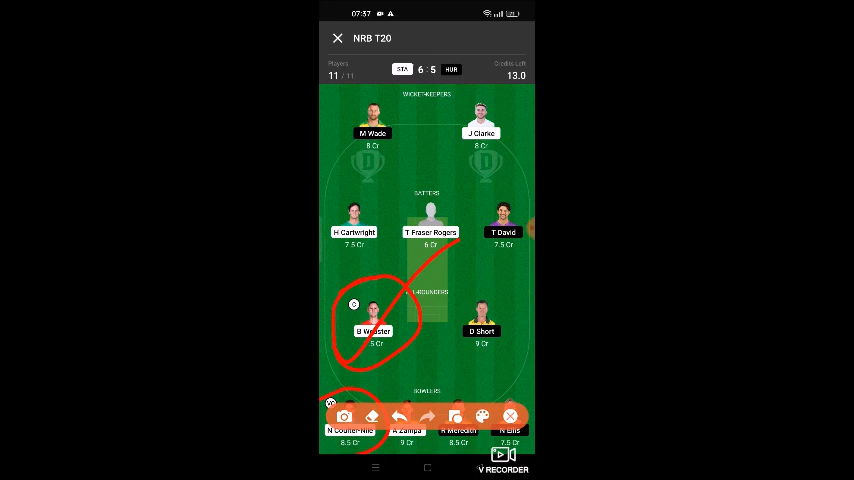 07:37
NRB T20
Players
Credits Left
STA 6 : 5 HUR
11 / 11
13.0
WICKET-KEEPERS
M Wade
J Clarke
8 Cr
8 Cr
D
D
BATTERS
H Cartwright
T Fraser Rogers
T David
7.5 Cr
6 Cr
7.5 Cr
C
B Webster
D Short
5 Cr
9 Cr
BOWLERS
VC
N Coulter-Nile
A Zampa
R Meredith
N Ellis
8.5 Cr
9 Cr
8.5 Cr
7.5 Cr
V RECORDER